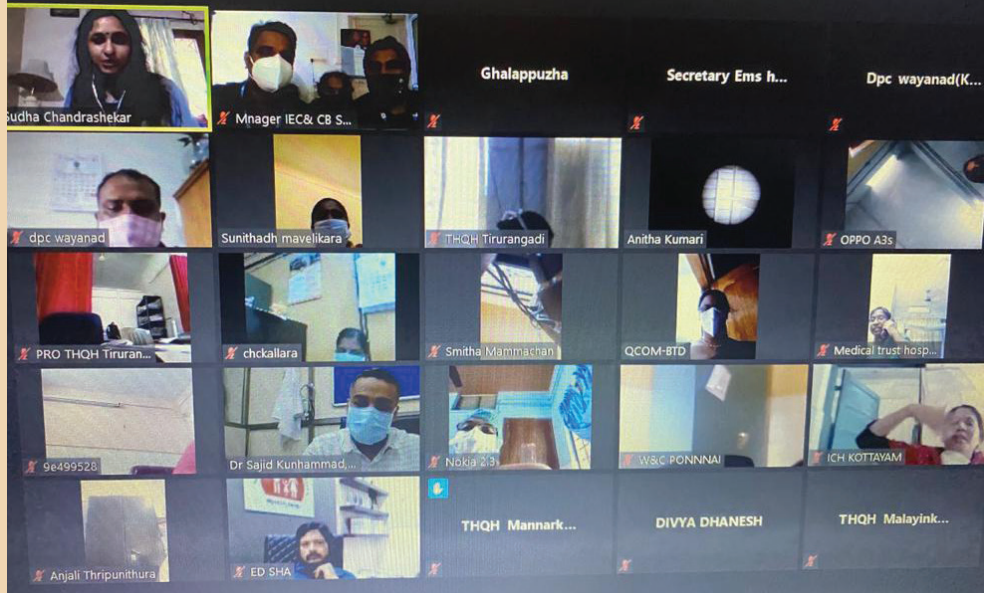 Sudha Chandrashekar
Mnager IEC& CB S...
Ghalappuzha
Secretary Ems h...
Dpc wayanad(K...
dpc wayanad
Sunithadh mavelikara
THQH Tirurangadi
Anitha Kumari
OPPO A3s
PRO THQH Tiruran...
chckallara
Smitha Mammachan
QCOM-BTD
Medical trust hosp...
9e499528
Dr Sajid Kunhammad,...
Nokia 2.3
W&C PONNNAI
ICH KOTTAYAM
Anjali Thripunithura
ED SHA
THQH Mannark...
DIVYA DHANESH
THQH Malayink...